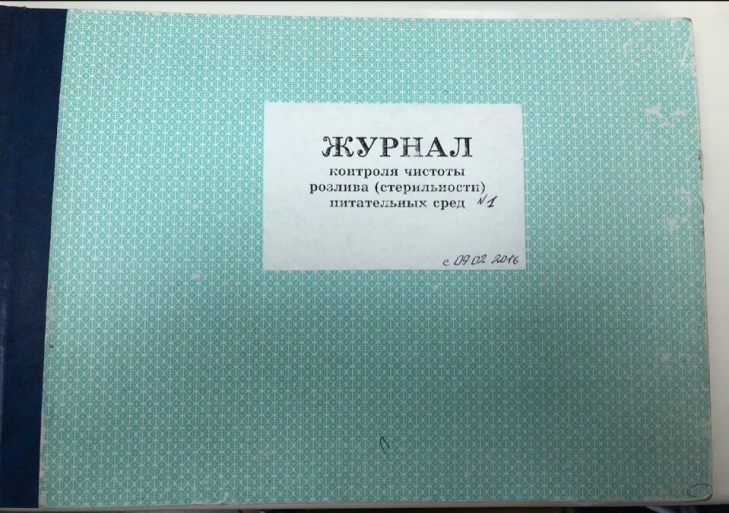 ЖУРНАЛ
контроля чистоты
розлива (стерильности)
питательных сред №1
с 09 02 2016